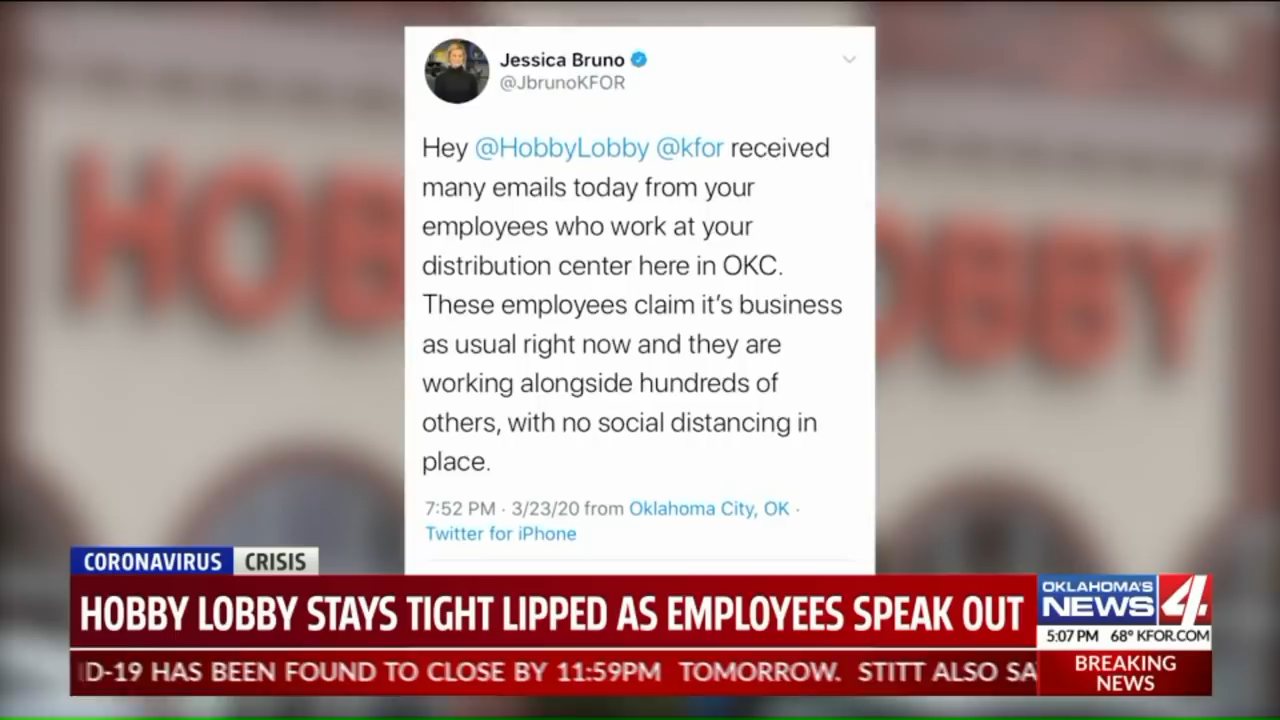 HOB OBBY
Jessica Bruno
@JbrunoKFOR
Hey @HobbyLobby @kfor received
many emails today from your
employees who work at your
distribution center here in OKC.
These employees claim it's business
as usual right now and they are
working alongside hundreds of
others, with no social distancing in
place.
7:52 PM · 3/23/20 from Oklahoma City, OK ·
Twitter for iPhone
CORONAVIRUS CRISIS
HOBBY LOBBY STAYS TIGHT LIPPED AS EMPLOYEES SPEAK OUT
OKLAHOMA'S
NEWS 4
5:07 PM 68° KFOR.COM
D-19 HAS BEEN FOUND TO CLOSE BY 11:59PM TOMORROW. STITT ALSO SA
BREAKING
NEWS